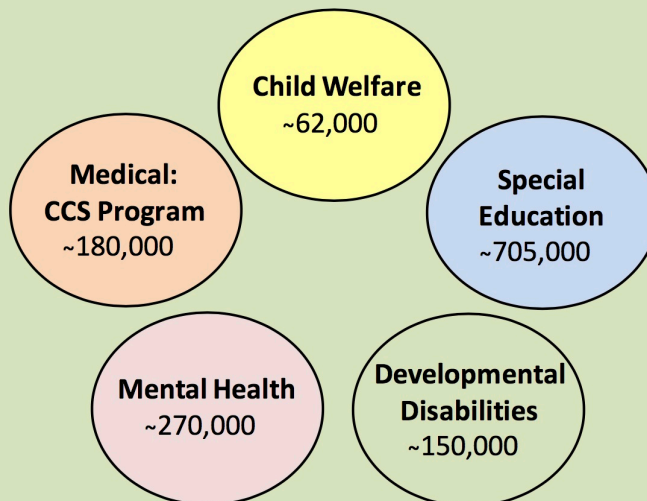 Child Welfare
~62,000
Medical:
CCS Program
~180,000
Special
Education
~705,000
Mental Health
~270,000
Developmental
Disabilities
~150,000